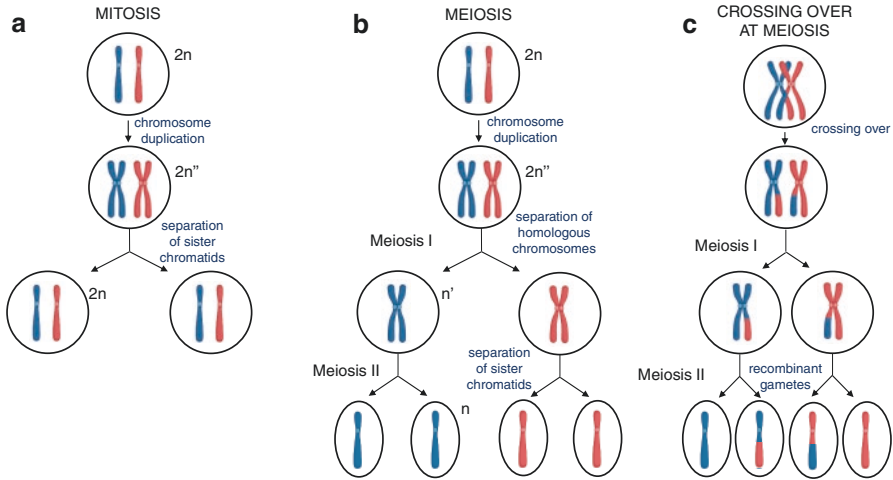 a
MITOSIS
2n
chromosome
duplication
2n”
separation
of sister
chromatids
2n
b
MEIOSIS
2n
chromosome
duplication
2n”
separation of
homologous
chromosomes
Meiosis I
n’
Meiosis II
separation
of sister
chromatids
n
c
CROSSING OVER
AT MEIOSIS
crossing over
Meiosis I
Meiosis II
recombinant
gametes